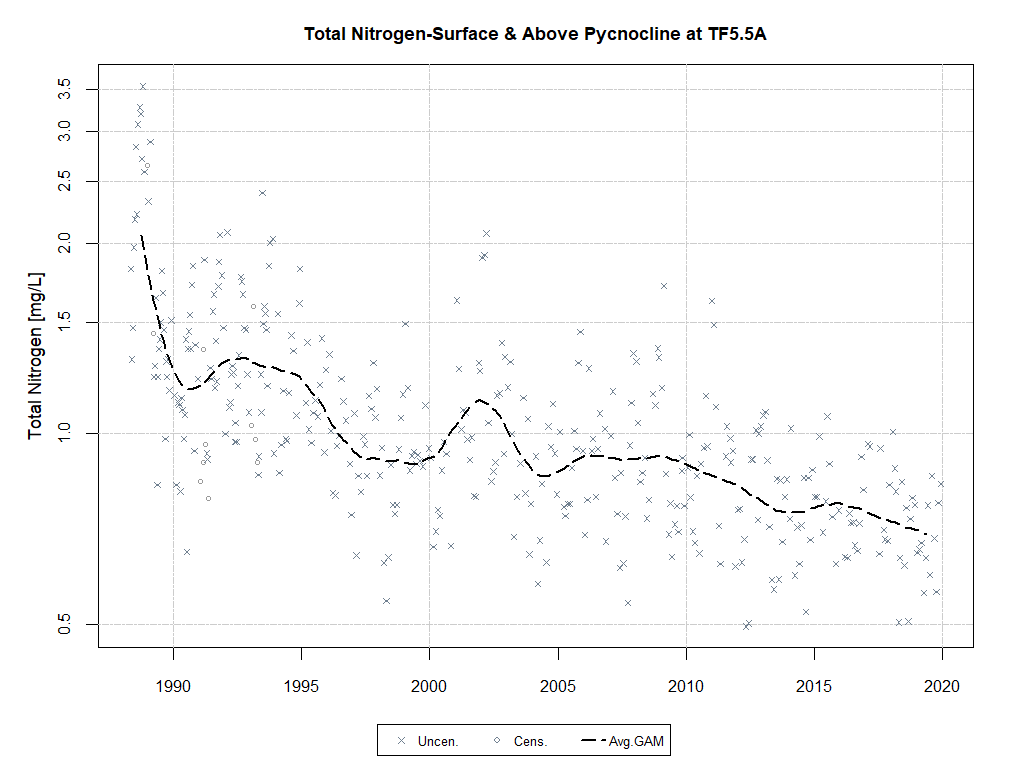 Total Nitrogen-Surface & Above Pycnocline at TF5.5A
Total Nitrogen [mg/L]
3.5
3.0
2.5
2.0
1.5
1.0
0.5
1990 1995 2000 2005 2010 2015 2020
Uncen. Cens. Avg.GAM